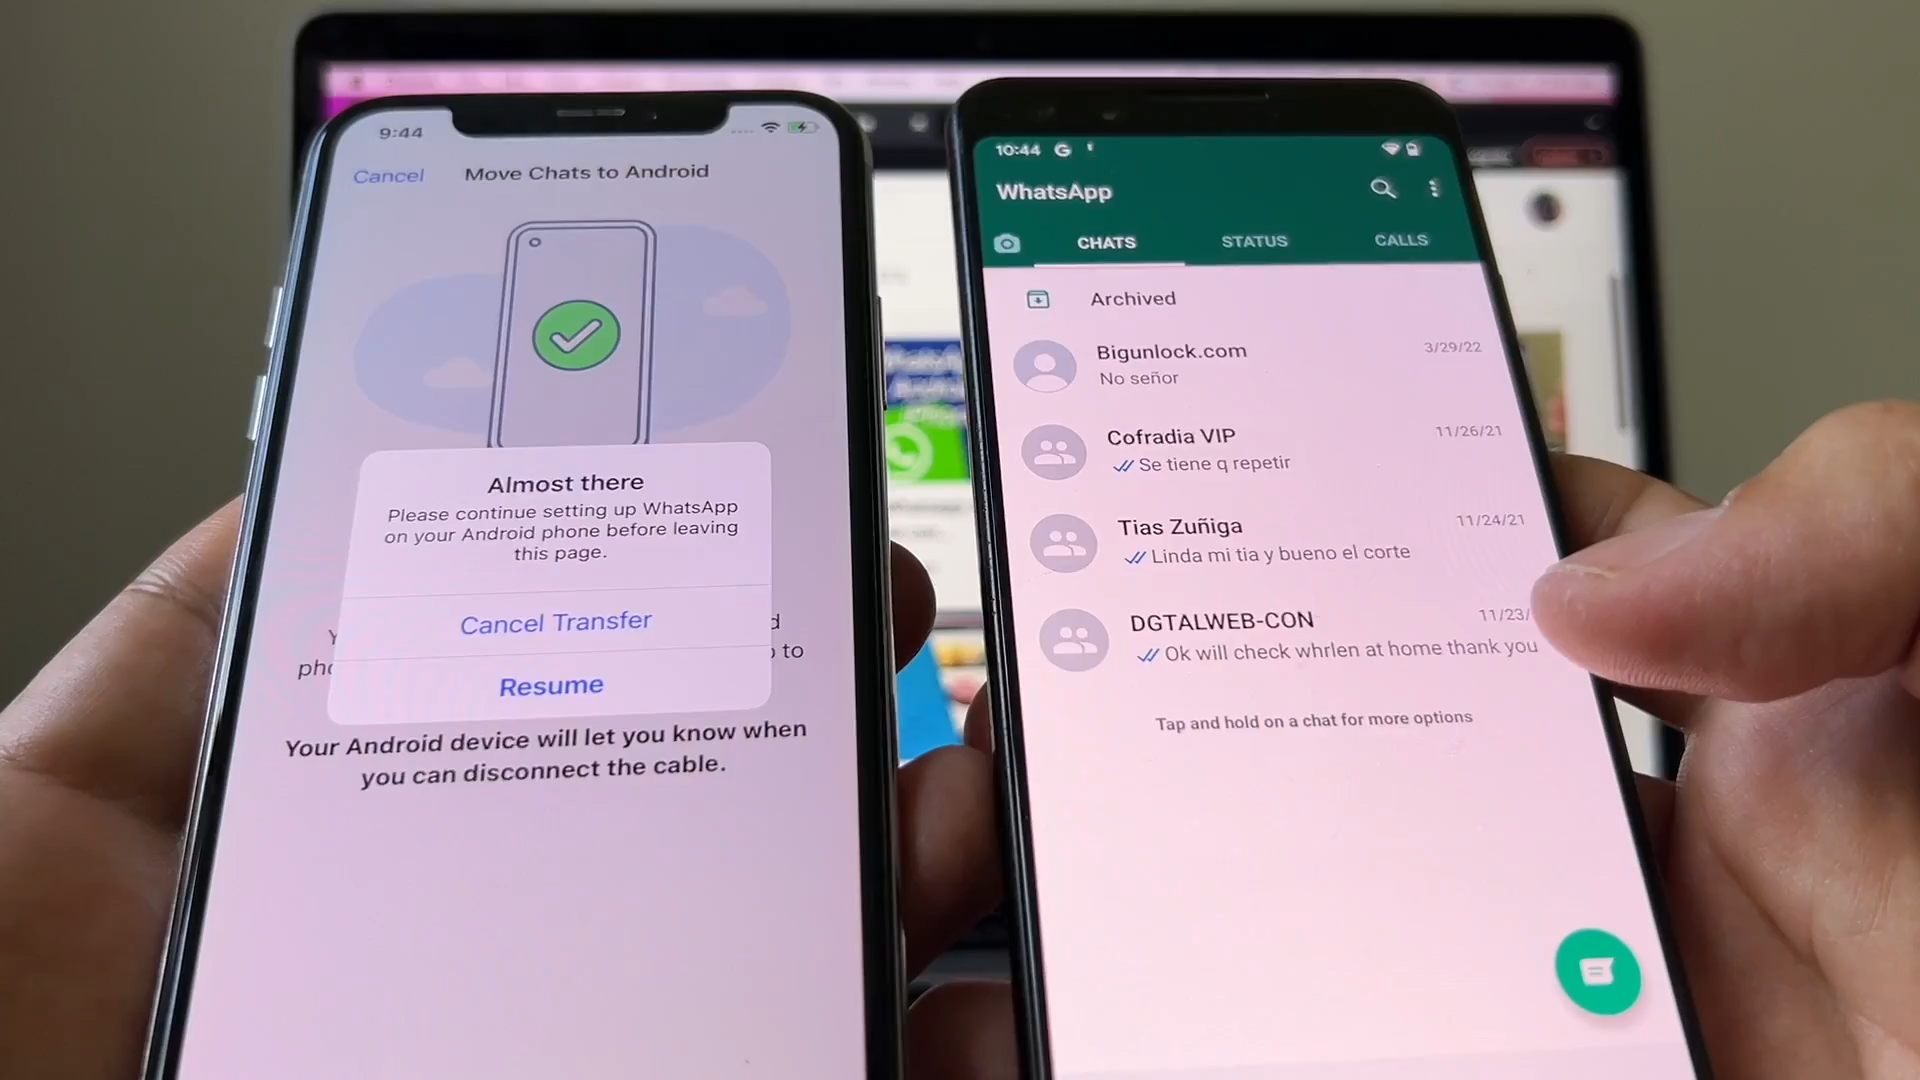 9:44
Cancel
Move Chats to Android
Almost there
Please continue setting up WhatsApp
on your Android phone before leaving
this page.
Cancel Transfer
Resume
to
Your Android device will let you know when
you can disconnect the cable.
10:44 G
WhatsApp
CHATS
STATUS
CALLS
Archived
Bigunlock.com
3/29/22
No señor
Cofradia VIP
11/26/21
Se tiene q repetir
Tias Zuñiga
11/24/21
Linda mi tia y bueno el corte
DGTALWEB-CON
11/23/
Ok will check whrlen at home thank you
Tap and hold on a chat for more options